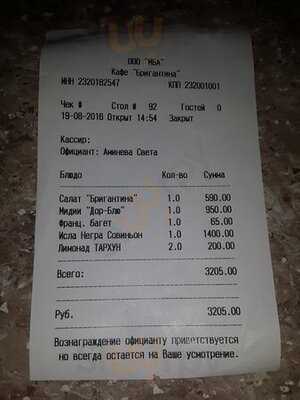 ООО "МБА"
Кафе "Бригантина"
ИНН 2320182547 КПП 232001001
Чек # Стол # 92 Гостей 0
19-08-2016 Открыт 14:54 Закрыт
Кассир:
Официант: Аминева Света
Блюдо Кол-во Сумма
Салат "Бригантина" 1.0 590.00
Мидии "Дор-Блю" 1.0 950.00
Франц. багет 1.0 65.00
Исла Негра Совиньон 1.0 1400.00
Лимонад ТАРХУН 2.0 200.00
Всего: 3205.00
Руб. 3205.00
Вознаграждение официанту приветствуется
но всегда остается на Ваше усмотрение.